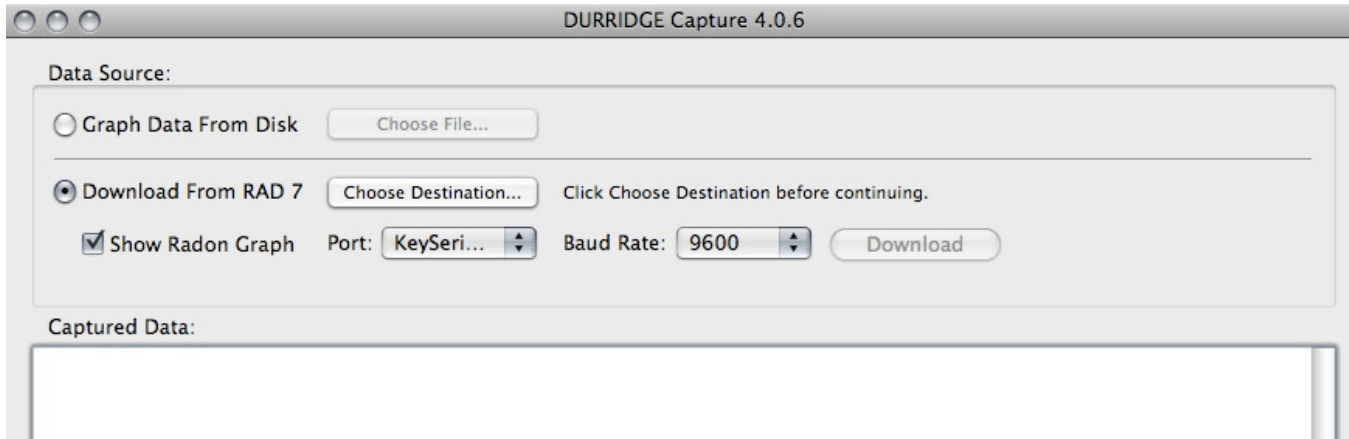 DURRIDGE Capture 4.0.6
Data Source:
Graph Data From Disk Choose File...
Download From RAD 7 Choose Destination... Click Choose Destination before continuing.
Show Radon Graph Port: KeySeri... Baud Rate: 9600 Download
Captured Data: